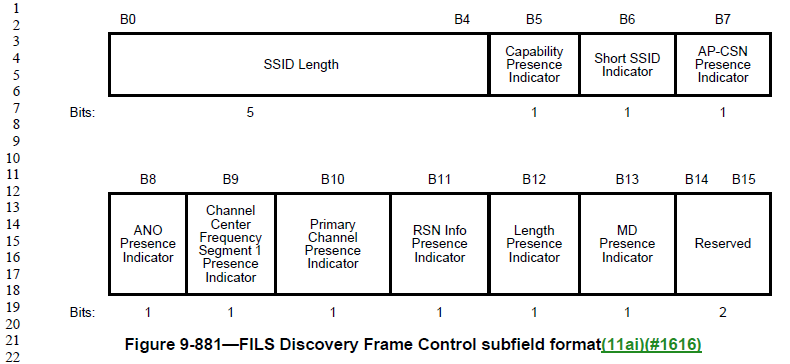 1
2
3
4
5
6
7
8
9
10
11
12
13
14
15
16
17
18
19
20
21
22
B0 B4 B5 B6 B7
SSID Length
Capability
Presence
Indicator
Short SSID
Indicator
AP-CSN
Presence
Indicator
Bits: 5 1 1 1
B8 B9 B10 B11 B12 B13 B14 B15
ANO
Presence
Indicator
Channel
Center
Frequency
Segment 1
Presence
Indicator
Primary
Channel
Presence
Indicator
RSN Info
Presence
Indicator
Length
Presence
Indicator
MD
Presence
Indicator
Reserved
Bits: 1 1 1 1 1 1 2
Figure 9-881—FILS Discovery Frame Control subfield format(11ai)(#1616)